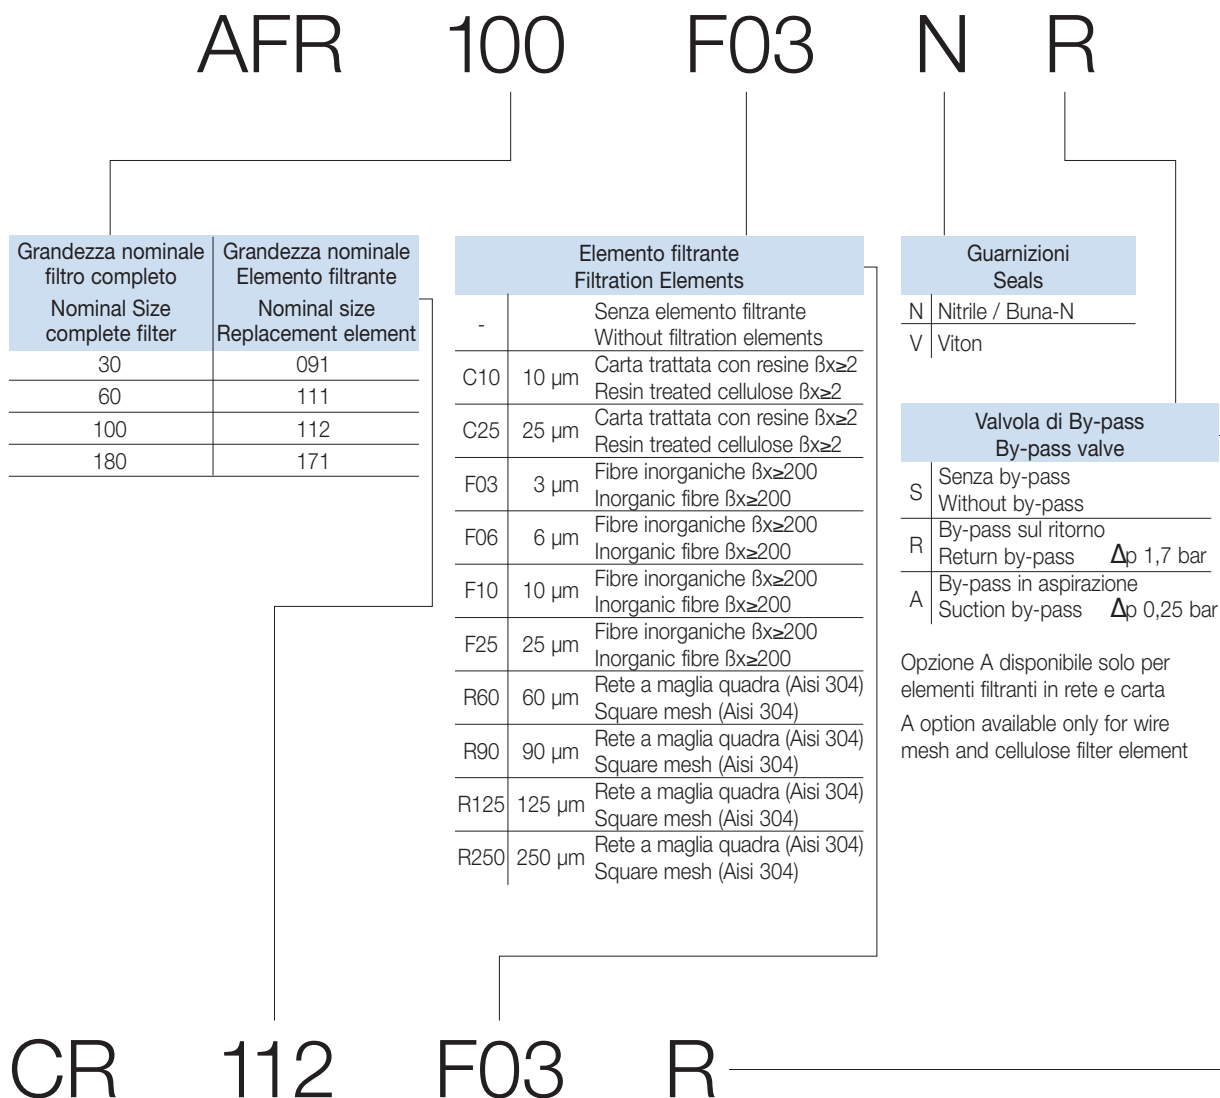 AFR 100 F03 N R
Grandezza nominale filtro completo
Nominal Size complete filter
Grandezza nominale Elemento filtrante
Nominal size Replacement element
30 091
60 111
100 112
180 171
Elemento filtrante
Filtration Elements
- Senza elemento filtrante
Without filtration elements
C10 10 µm Carta trattata con resine ßx≥2
Resin treated cellulose ßx≥2
C25 25 µm Carta trattata con resine ßx≥2
Resin treated cellulose ßx≥2
F03 3 µm Fibre inorganiche ßx≥200
Inorganic fibre ßx≥200
F06 6 µm Fibre inorganiche ßx≥200
Inorganic fibre ßx≥200
F10 10 µm Fibre inorganiche ßx≥200
Inorganic fibre ßx≥200
F25 25 µm Fibre inorganiche ßx≥200
Inorganic fibre ßx≥200
R60 60 µm Rete a maglia quadra (Aisi 304)
Square mesh (Aisi 304)
R90 90 µm Rete a maglia quadra (Aisi 304)
Square mesh (Aisi 304)
R125 125 µm Rete a maglia quadra (Aisi 304)
Square mesh (Aisi 304)
R250 250 µm Rete a maglia quadra (Aisi 304)
Square mesh (Aisi 304)
Guarnizioni
Seals
N Nitrile / Buna-N
V Viton
Valvola di By-pass
By-pass valve
S Senza by-pass
Without by-pass
R By-pass sul ritorno
Return by-pass Δp 1,7 bar
A By-pass in aspirazione
Suction by-pass Δp 0,25 bar
Opzione A disponibile solo per
elementi filtranti in rete e carta
A option available only for wire
mesh and cellulose filter element
CR 112 F03 R